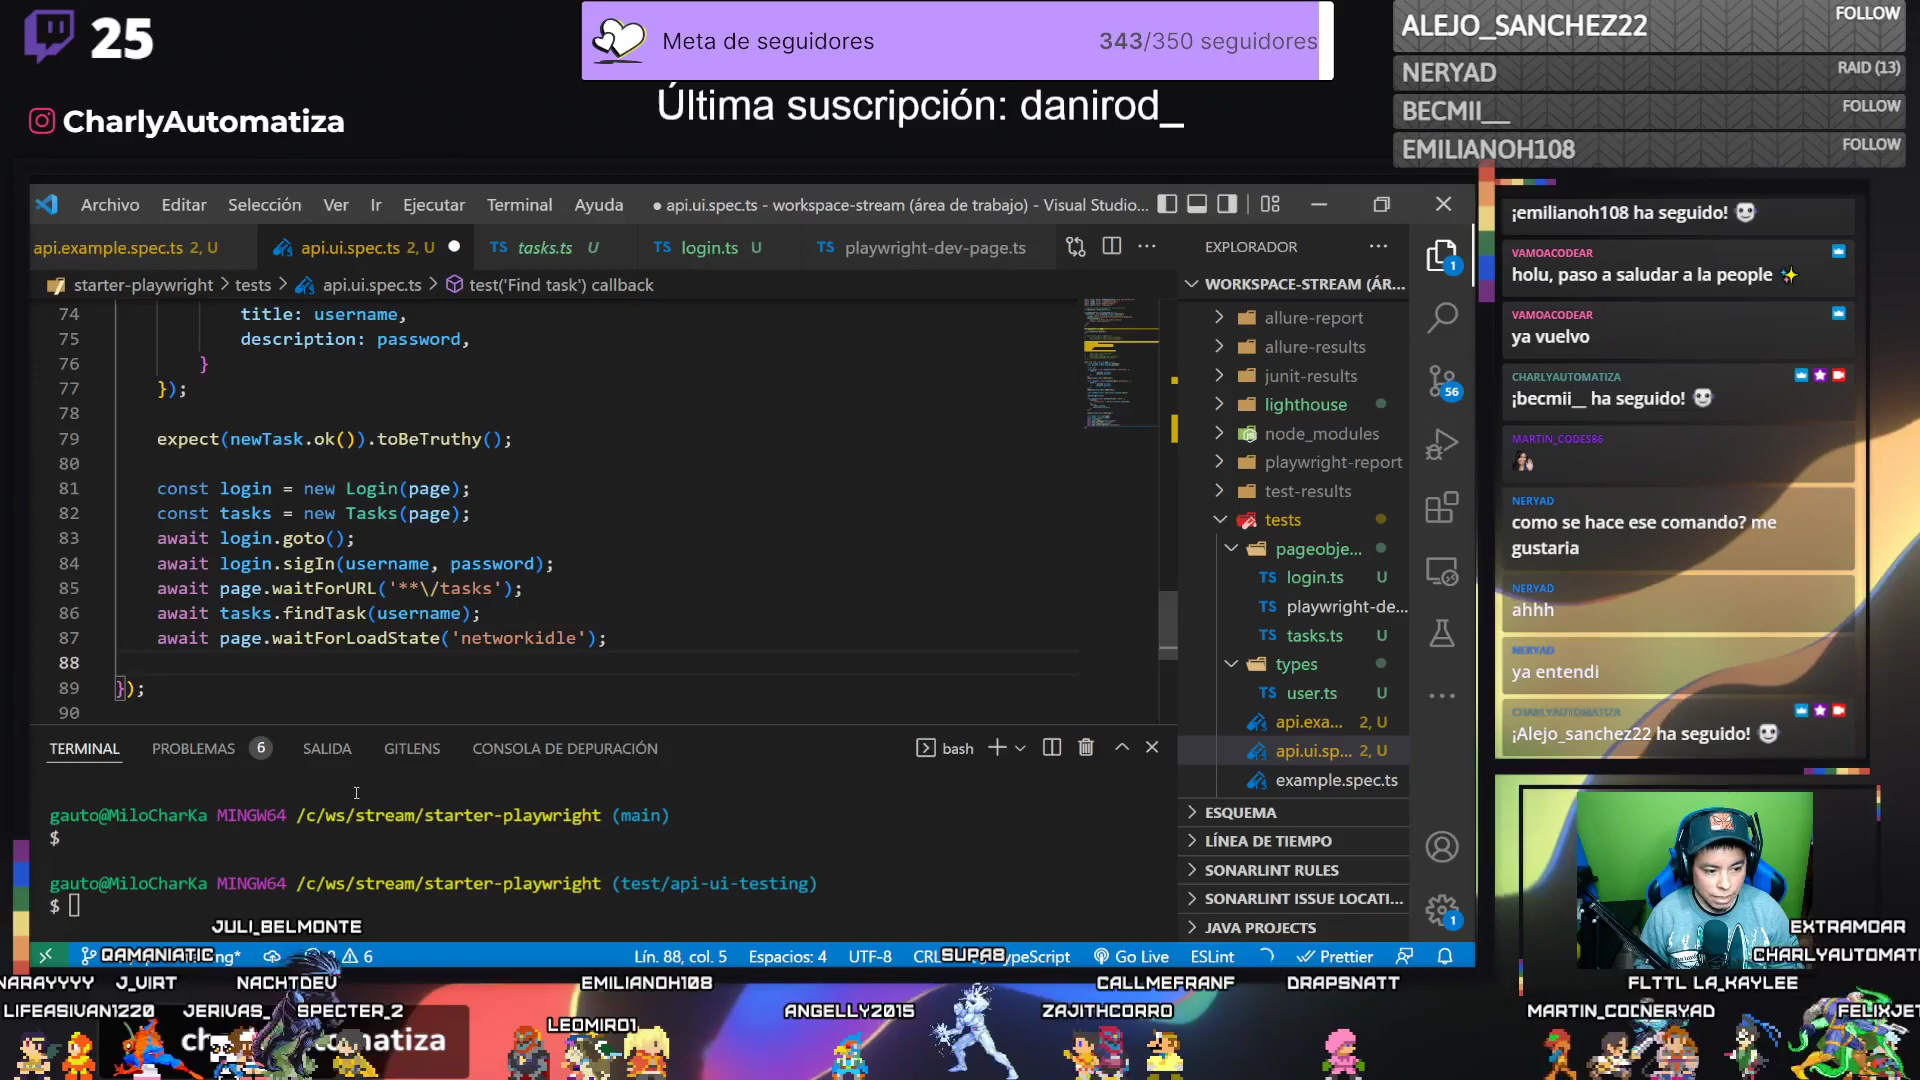 25
CharlyAutomatiza
Meta de seguidores
343/350 seguidores
Última suscripción: danirod_
ALEJO_SANCHEZ22 FOLLOW
NERYAD RAID (13)
BECMII__ FOLLOW
EMILIANOH108 FOLLOW
Archivo Editar Selección Ver Ir Ejecutar Terminal Ayuda
● api.ui.spec.ts - workspace-stream (área de trabajo) - Visual Studio...
api.example.spec.ts 2, U
api.ui.spec.ts 2, U
TS tasks.ts U
TS login.ts U
TS playwright-dev-page.ts
starter-playwright > tests > api.ui.spec.ts > test('Find task') callback
74 title: username,
75 description: password,
76 }
77 });
78
79 expect(newTask.ok()).toBeTruthy();
80
81 const login = new Login(page);
82 const tasks = new Tasks(page);
83 await login.goto();
84 await login.sigIn(username, password);
85 await page.waitForURL('**\/tasks');
86 await tasks.findTask(username);
87 await page.waitForLoadState('networkidle');
88
89 });
90
EXPLORADOR
WORKSPACE-STREAM (ÁR...
allure-report
allure-results
junit-results
lighthouse
node_modules
playwright-report
test-results
tests
pageobje...
TS login.ts U
playwright-de...
TS tasks.ts U
types
TS user.ts U
api.exa... 2, U
api.ui.sp... 2, U
example.spec.ts
ESQUEMA
LÍNEA DE TIEMPO
SONARLINT RULES
SONARLINT ISSUE LOCATI...
JAVA PROJECTS
1
56
1
TERMINAL PROBLEMAS 6 SALIDA GITLENS CONSOLA DE DEPURACIÓN
bash
gauto@MiloCharKa MINGW64 /c/ws/stream/starter-playwright (main)
$
gauto@MiloCharKa MINGW64 /c/ws/stream/starter-playwright (test/api-ui-testing)
$
6
Lín. 88, col. 5 Espacios: 4 UTF-8
Go Live ESLint Prettier
¡emilianoh108 ha seguido!
VAMOACODEAR
holu, paso a saludar a la people
VAMOACODEAR
ya vuelvo
CHARLYAUTOMATIZA
¡becmii__ ha seguido!
MARTIN_CODES86
NERYAD
como se hace ese comando? me
gustaria
NERYAD
ahhh
NERYAD
ya entendi
CHARLYAUTOMATIZA
¡Alejo_sanchez22 ha seguido!
JULI_BELMONTE
QAMANIATIC
SUPA8
EXTRAMOAR
CHARLYAUTOMATI
NARAYYYY
J_VIRT
NACHTDEV
EMILIANOH108
CALLMEFRANF
DRAPSNATT
FLTTL
LA_KAYLEE
LIFEASIVAN1220
JERIVAS_
SPECTER_2
LEOMIRO1
ANGELLY2015
ZAJITHCORRO
MARTIN_COD
NERYAD
FELIXJET